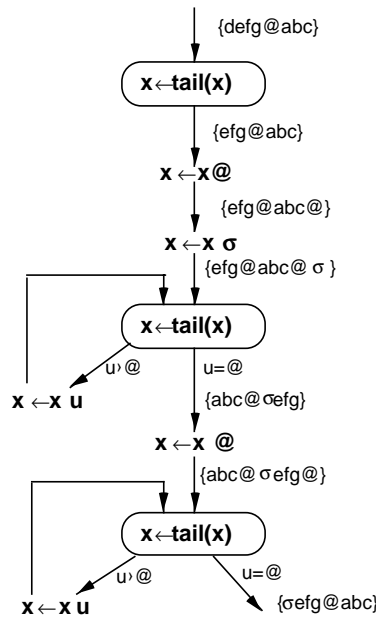 {defg@abc}
x←tail(x)
{efg@abc}
x←x @
{efg@abc@}
x←x σ
{efg@abc@ σ }
x←tail(x)
u›@
u=@
x←x u
{abc@σefg}
x←x @
{abc@ σefg@}
x←tail(x)
u›@
u=@
x←x u
{σefg@abc}